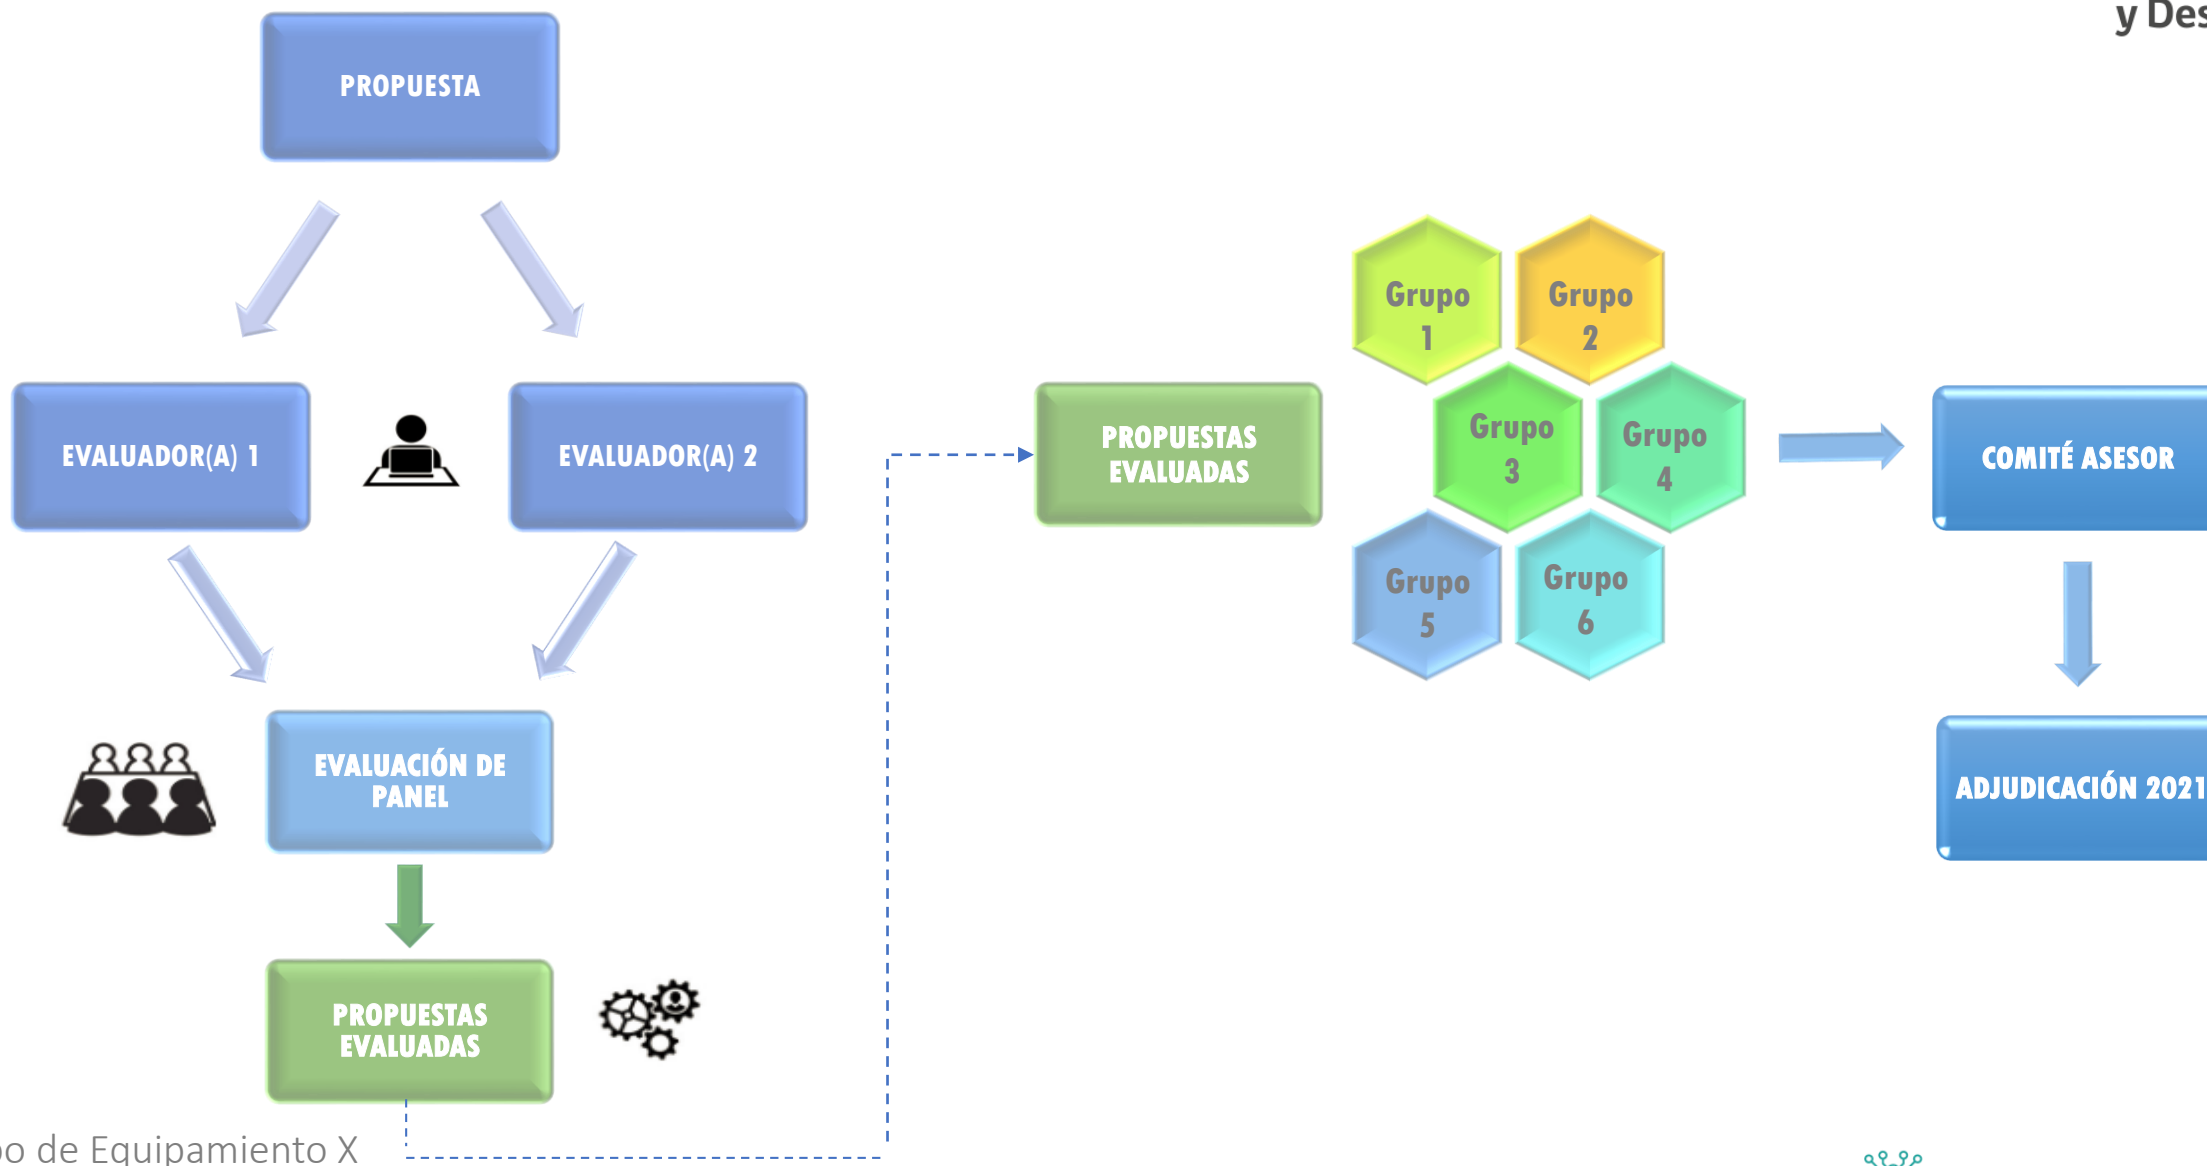 y Des
PROPUESTA
EVALUADOR(A) 1
EVALUADOR(A) 2
EVALUACIÓN DE
PANEL
PROPUESTAS
EVALUADAS
po de Equipamiento X
PROPUESTAS
EVALUADAS
Grupo
1
Grupo
2
Grupo
3
Grupo
4
Grupo
5
Grupo
6
COMITÉ ASESOR
ADJUDICACIÓN 2021